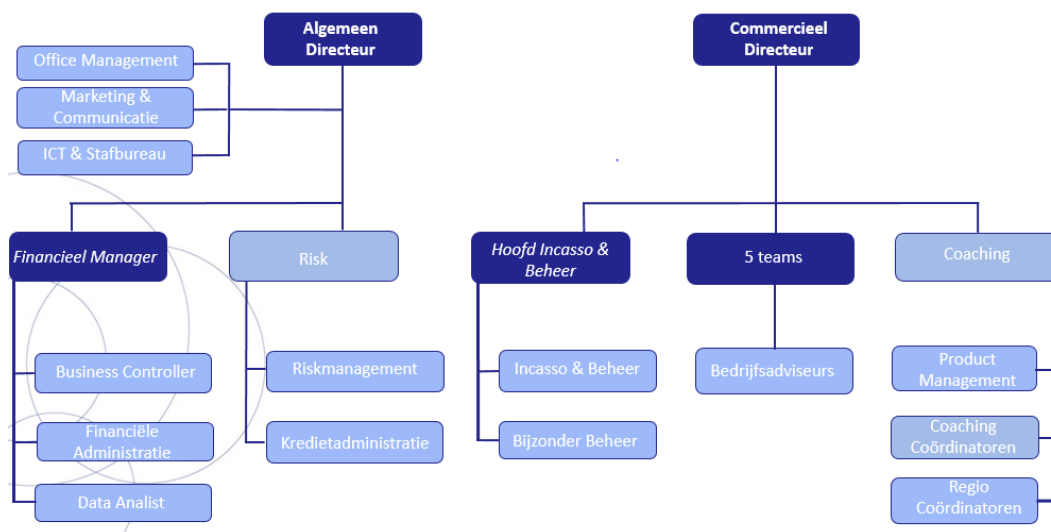 Algemeen
Directeur
Commercieel
Directeur
Office Management
Marketing &
Communicatie
ICT & Stafbureau
Financieel Manager
Risk
Hoofd Incasso &
Beheer
5 teams
Coaching
Business Controller
Financiële
Administratie
Data Analist
Riskmanagement
Kredietadministratie
Incasso & Beheer
Bijzonder Beheer
Bedrijfsadviseurs
Product
Management
Coaching
Coördinatoren
Regio
Coördinatoren